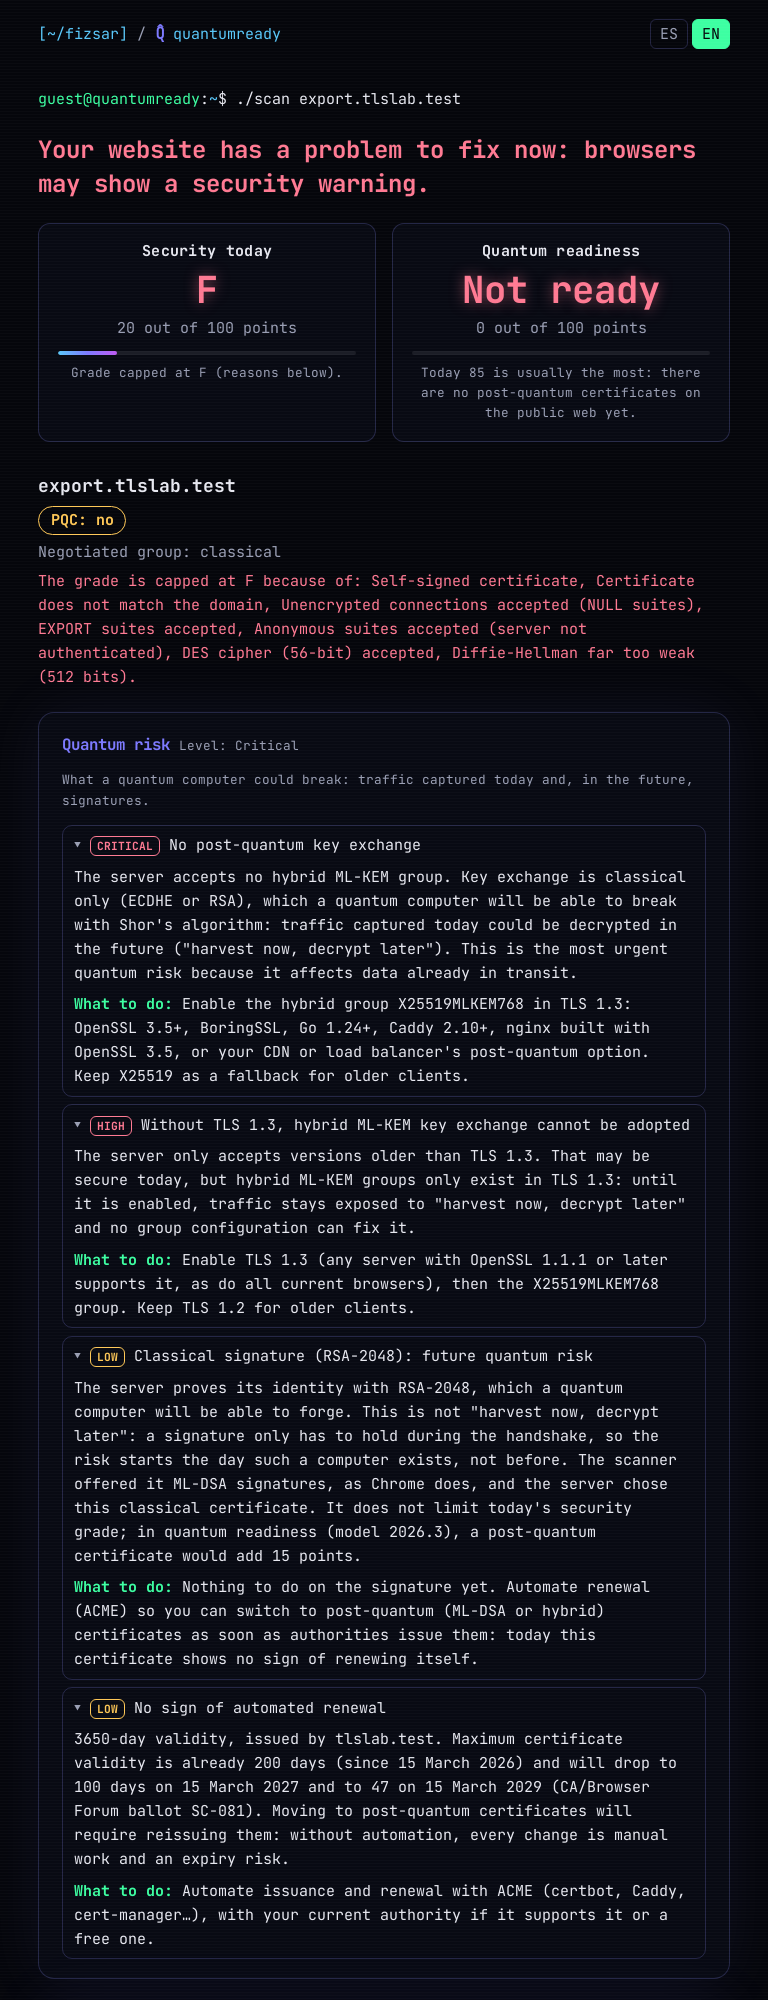 [~/fizsar] / Q̂ quantumready
ES EN
guest@quantumready:~$ ./scan export.tlslab.test
Your website has a problem to fix now: browsers
may show a security warning.
Security today
F
20 out of 100 points
Grade capped at F (reasons below).
Quantum readiness
Not ready
0 out of 100 points
Today 85 is usually the most: there
are no post-quantum certificates on
the public web yet.
export.tlslab.test
PQC: no
Negotiated group: classical
The grade is capped at F because of: Self-signed certificate, Certificate
does not match the domain, Unencrypted connections accepted (NULL suites),
EXPORT suites accepted, Anonymous suites accepted (server not
authenticated), DES cipher (56-bit) accepted, Diffie-Hellman far too weak
(512 bits).
Quantum risk Level: Critical
What a quantum computer could break: traffic captured today and, in the future,
signatures.
▾ CRITICAL No post-quantum key exchange
The server accepts no hybrid ML-KEM group. Key exchange is classical
only (ECDHE or RSA), which a quantum computer will be able to break
with Shor's algorithm: traffic captured today could be decrypted in
the future ("harvest now, decrypt later"). This is the most urgent
quantum risk because it affects data already in transit.
What to do: Enable the hybrid group X25519MLKEM768 in TLS 1.3:
OpenSSL 3.5+, BoringSSL, Go 1.24+, Caddy 2.10+, nginx built with
OpenSSL 3.5, or your CDN or load balancer's post-quantum option.
Keep X25519 as a fallback for older clients.
▾ HIGH Without TLS 1.3, hybrid ML-KEM key exchange cannot be adopted
The server only accepts versions older than TLS 1.3. That may be
secure today, but hybrid ML-KEM groups only exist in TLS 1.3: until
it is enabled, traffic stays exposed to "harvest now, decrypt later"
and no group configuration can fix it.
What to do: Enable TLS 1.3 (any server with OpenSSL 1.1.1 or later
supports it, as do all current browsers), then the X25519MLKEM768
group. Keep TLS 1.2 for older clients.
▾ LOW Classical signature (RSA-2048): future quantum risk
The server proves its identity with RSA-2048, which a quantum
computer will be able to forge. This is not "harvest now, decrypt
later": a signature only has to hold during the handshake, so the
risk starts the day such a computer exists, not before. The scanner
offered it ML-DSA signatures, as Chrome does, and the server chose
this classical certificate. It does not limit today's security
grade; in quantum readiness (model 2026.3), a post-quantum
certificate would add 15 points.
What to do: Nothing to do on the signature yet. Automate renewal
(ACME) so you can switch to post-quantum (ML-DSA or hybrid)
certificates as soon as authorities issue them: today this
certificate shows no sign of renewing itself.
▾ LOW No sign of automated renewal
3650-day validity, issued by tlslab.test. Maximum certificate
validity is already 200 days (since 15 March 2026) and will drop to
100 days on 15 March 2027 and to 47 on 15 March 2029 (CA/Browser
Forum ballot SC-081). Moving to post-quantum certificates will
require reissuing them: without automation, every change is manual
work and an expiry risk.
What to do: Automate issuance and renewal with ACME (certbot, Caddy,
cert-manager…), with your current authority if it supports it or a
free one.